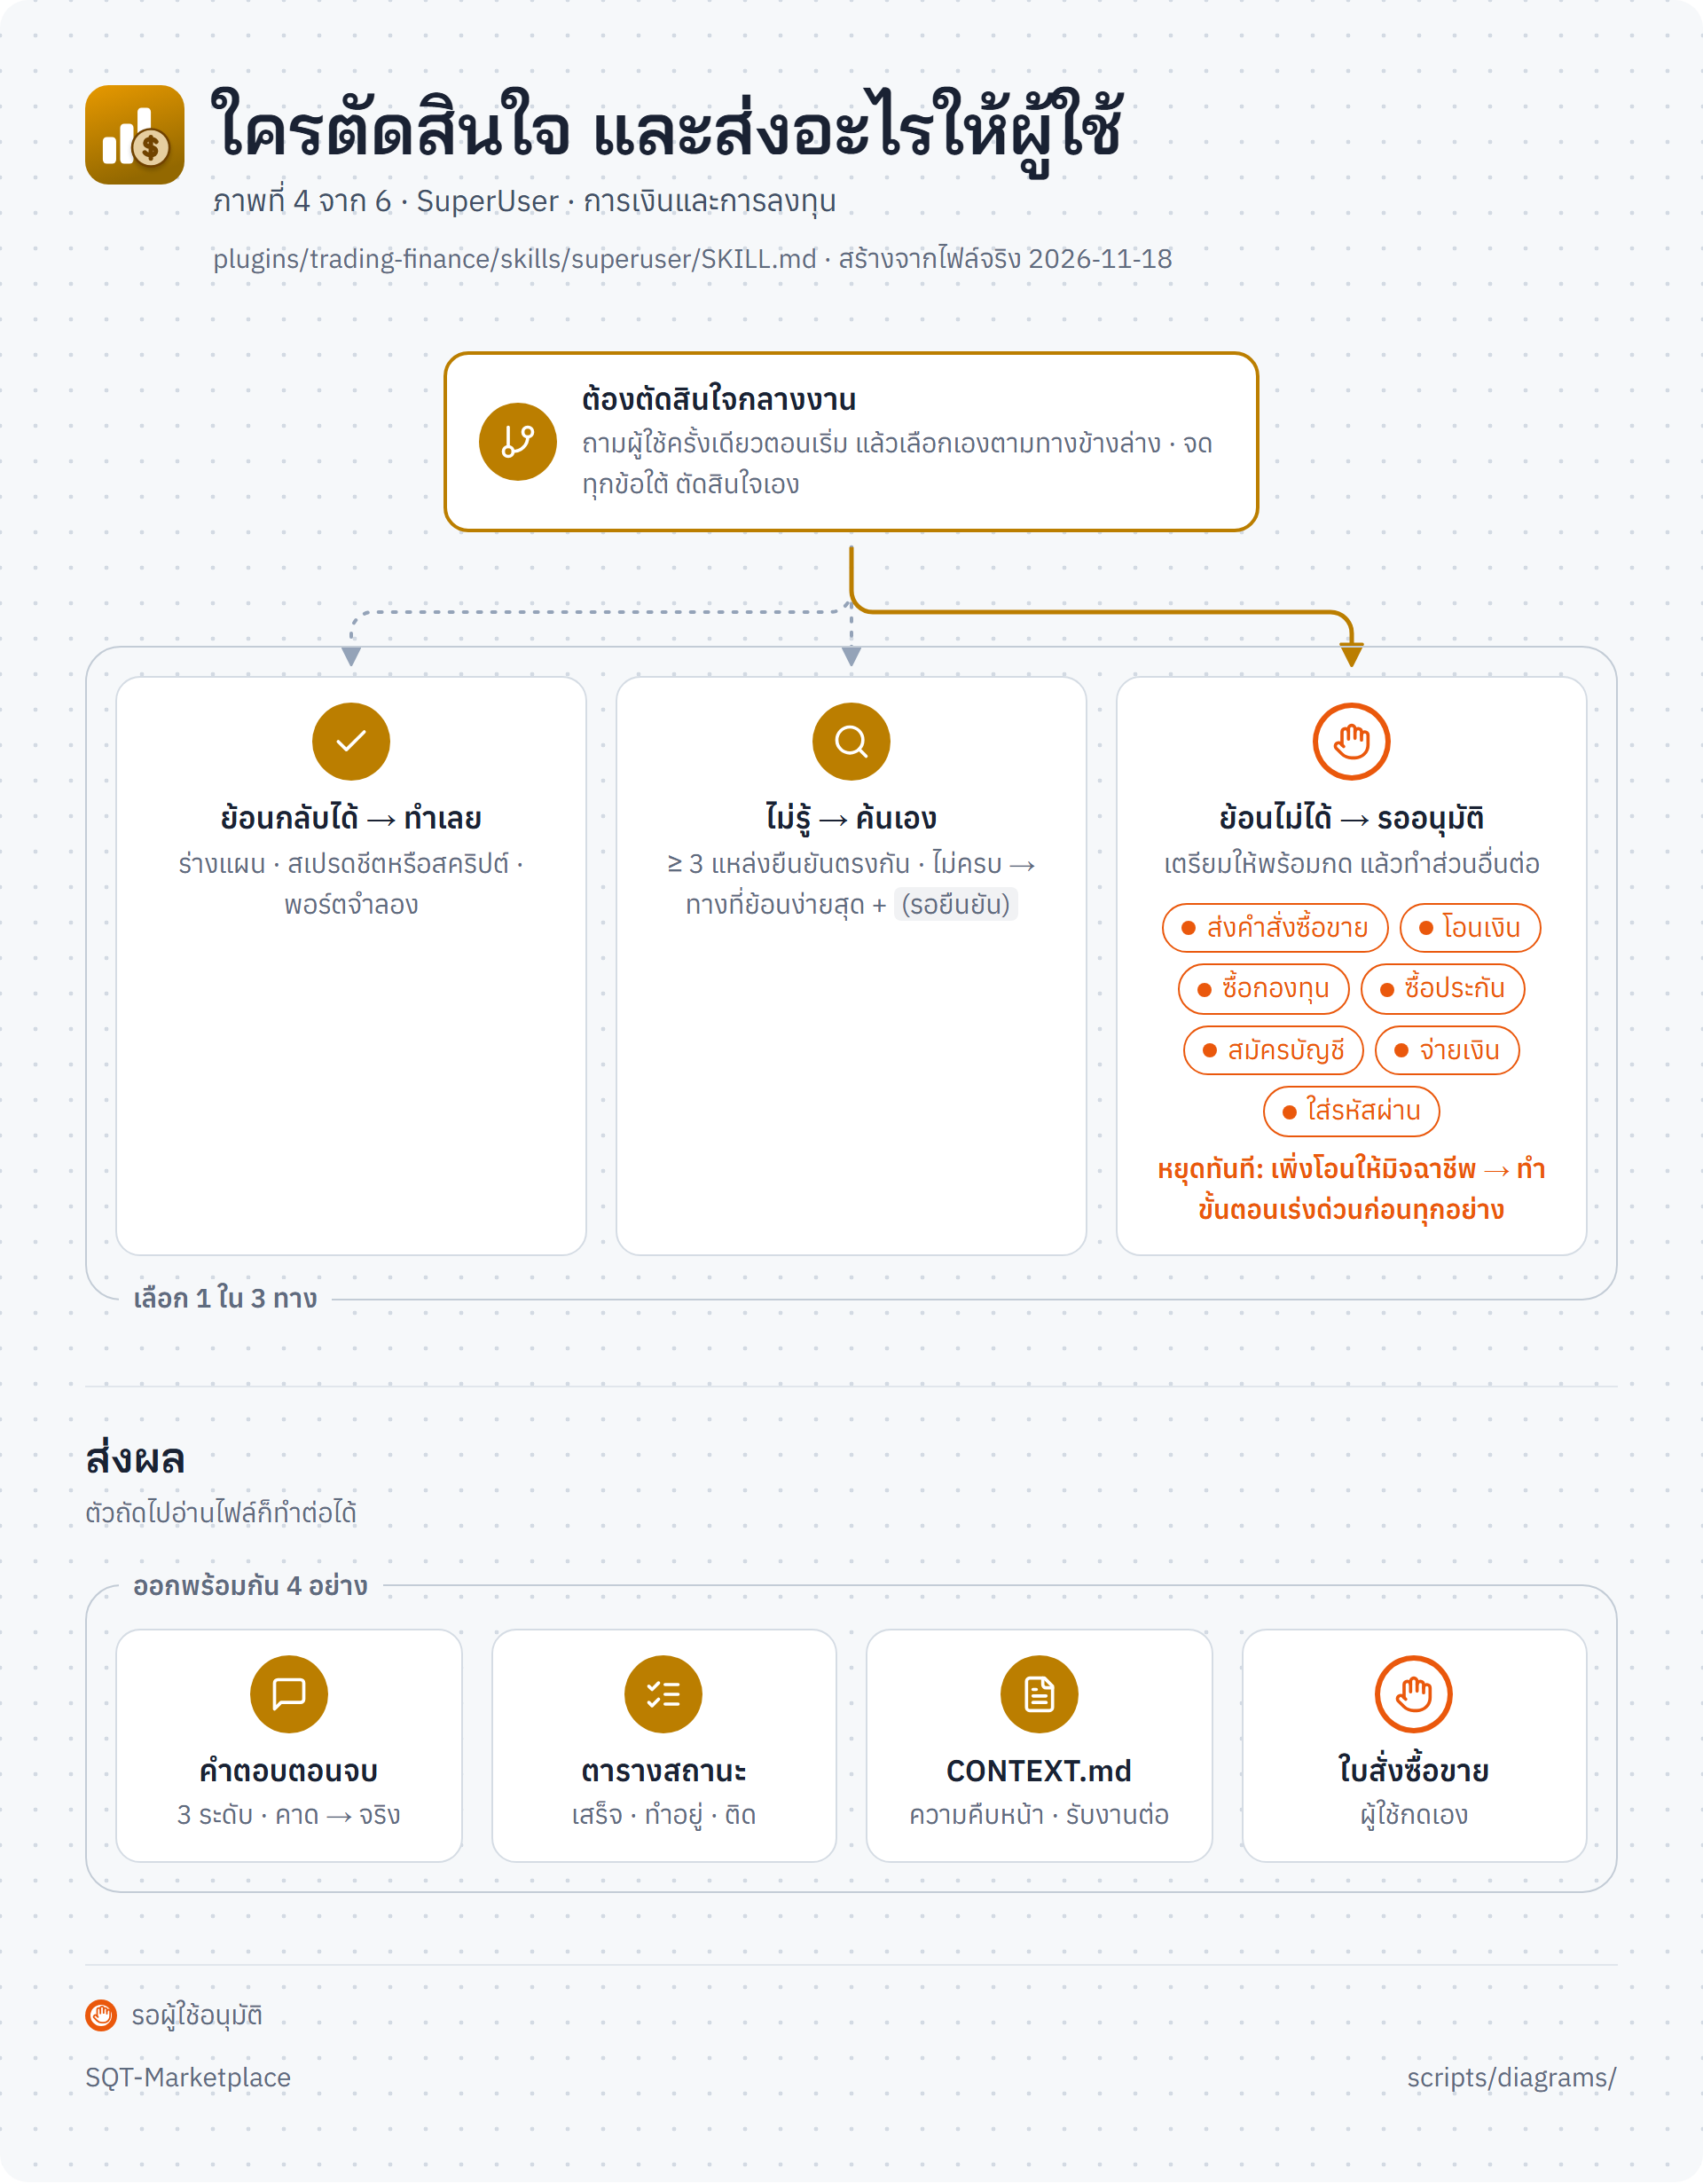 ใครตัดสินใจ และส่งอะไรให้ผู้ใช้
ภาพที่ 4 จาก 6 · SuperUser · การเงินและการลงทุน
plugins/trading-finance/skills/superuser/SKILL.md · สร้างจากไฟล์จริง 2026-11-18
ต้องตัดสินใจกลางงาน
ถามผู้ใช้ครั้งเดียวตอนเริ่ม แล้วเลือกเองตามทางข้างล่าง · จด
ทุกข้อใต้ ตัดสินใจเอง
ย้อนกลับได้ → ทำเลย
ร่างแผน · สเปรดชีตหรือสคริปต์ ·
พอร์ตจำลอง
ไม่รู้ → ค้นเอง
≥ 3 แหล่งยืนยันตรงกัน · ไม่ครบ →
ทางที่ย้อนง่ายสุด + (รอยืนยัน)
ย้อนไม่ได้ → รออนุมัติ
เตรียมให้พร้อมกด แล้วทำส่วนอื่นต่อ
ส่งคำสั่งซื้อขาย
โอนเงิน
ซื้อกองทุน
ซื้อประกัน
สมัครบัญชี
จ่ายเงิน
ใส่รหัสผ่าน
หยุดทันที: เพิ่งโอนให้มิจฉาชีพ → ทำ
ขั้นตอนเร่งด่วนก่อนทุกอย่าง
เลือก 1 ใน 3 ทาง
ส่งผล
ตัวถัดไปอ่านไฟล์ก็ทำต่อได้
ออกพร้อมกัน 4 อย่าง
คำตอบตอนจบ
3 ระดับ · คาด → จริง
ตารางสถานะ
เสร็จ · ทำอยู่ · ติด
CONTEXT.md
ความคืบหน้า · รับงานต่อ
ใบสั่งซื้อขาย
ผู้ใช้กดเอง
รอผู้ใช้อนุมัติ
SQT-Marketplace
scripts/diagrams/